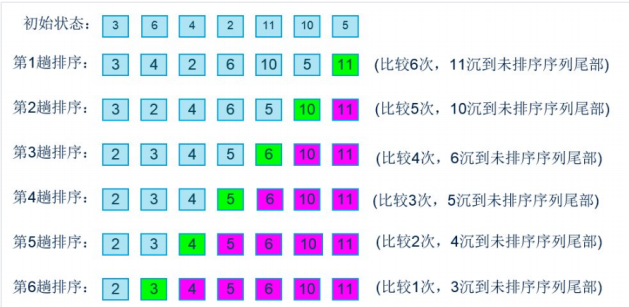 初始状态： 3 6 4 2 11 10 5
第1趟排序： 3 4 2 6 10 5 11 (比较6次，11沉到未排序序列尾部)
第2趟排序： 3 2 4 6 5 10 11 (比较5次，10沉到未排序序列尾部)
第3趟排序： 2 3 4 5 6 10 11 (比较4次，6沉到未排序序列尾部)
第4趟排序： 2 3 4 5 6 10 11 (比较3次，5沉到未排序序列尾部)
第5趟排序： 2 3 4 5 6 10 11 (比较2次，4沉到未排序序列尾部)
第6趟排序： 2 3 4 5 6 10 11 (比较1次，3沉到未排序序列尾部)